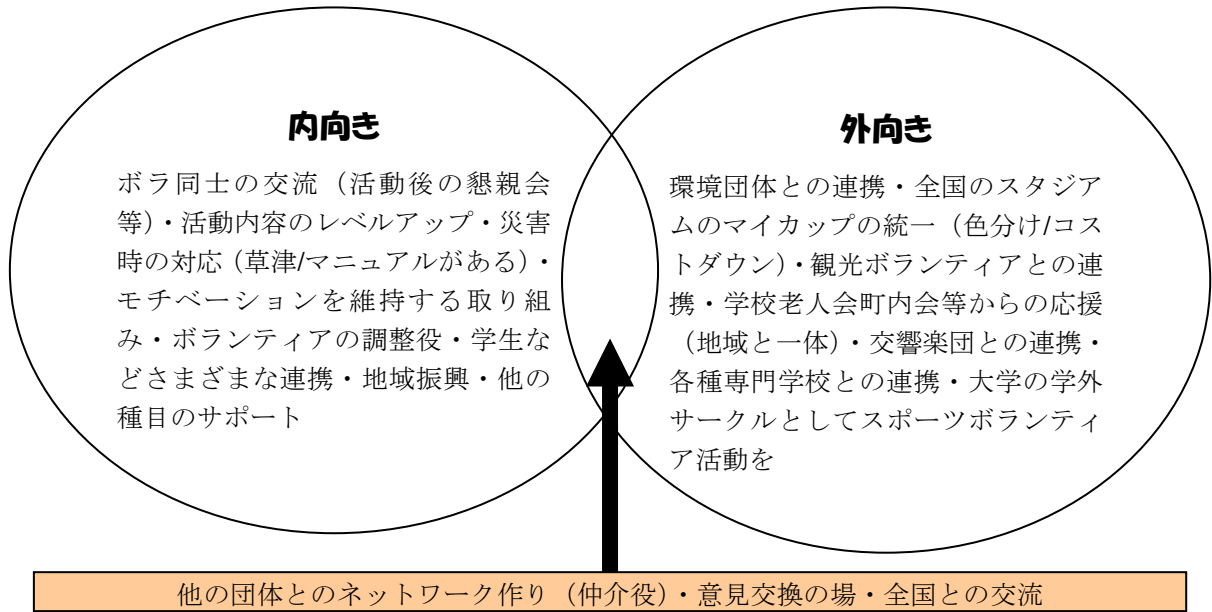 内向き
ボラ同士の交流（活動後の懇親会
等）・活動内容のレベルアップ・災害
時の対応（草津/マニュアルがある）・
モチベーションを維持する取り組
み・ボランティアの調整役・学生な
どさまざまな連携・地域振興・他の
種目のサポート
外向き
環境団体との連携・全国のスタジア
ムのマイカップの統一（色分け/コス
トダウン）・観光ボランティアとの連
携・学校老人会町内会等からの応援
（地域と一体）・交響楽団との連携・
各種専門学校との連携・大学の学外
サークルとしてスポーツボランティ
ア活動を
他の団体とのネットワーク作り（仲介役）・意見交換の場・全国との交流